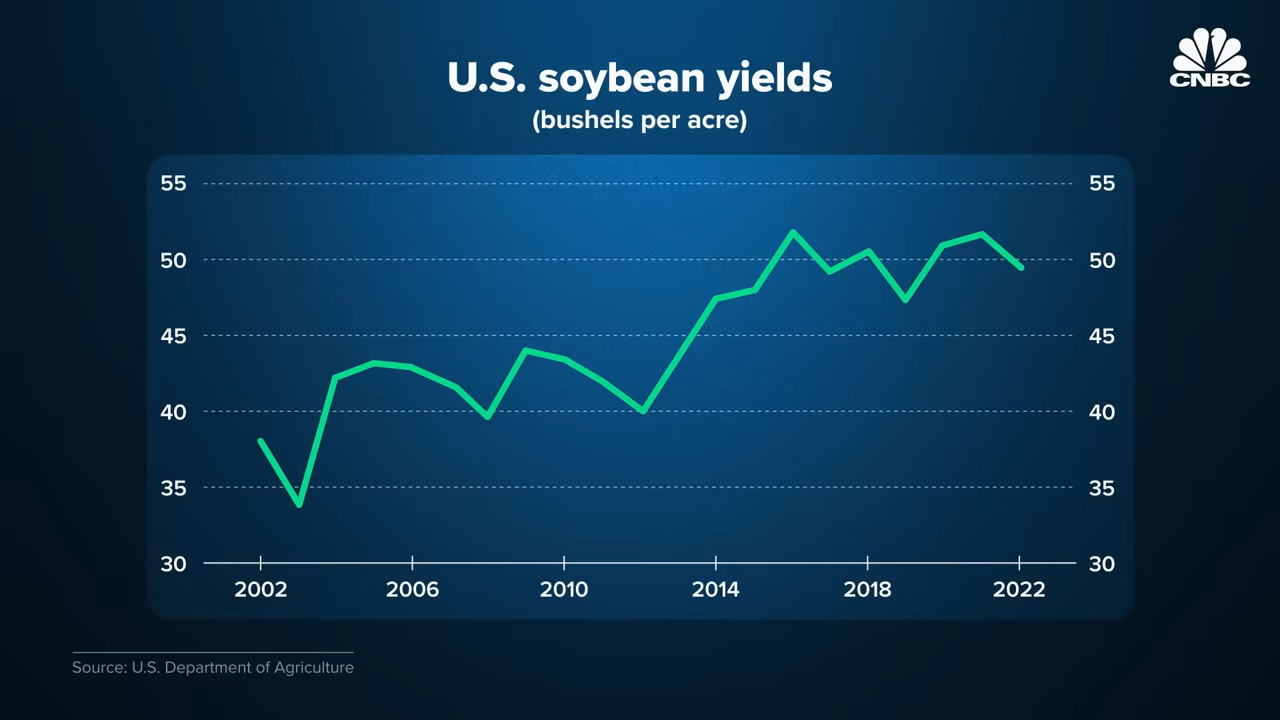 CNBC
U.S. soybean yields
(bushels per acre)
55 55
50 50
45 45
40 40
35 35
30 30
2002 2006 2010 2014 2018 2022
Source: U.S. Department of Agriculture